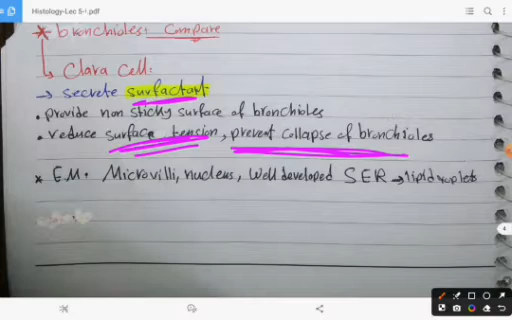 Histology-Lec 5-1.pdf
* bronchioles: Compare
↳ Clara Cell:
→ secrete surfactant
• provide non sticky surface of bronchioles
• reduce surface tension, prevent collapse of bronchioles
* E.M: Microvilli, nucleus, Well developed SER → lipid droplets
4